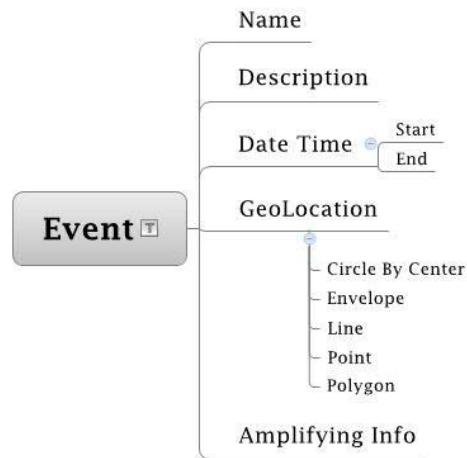 Name
Description
Date Time
Start
End
Event
GeoLocation
Circle By Center
Envelope
Line
Point
Polygon
Amplifying Info